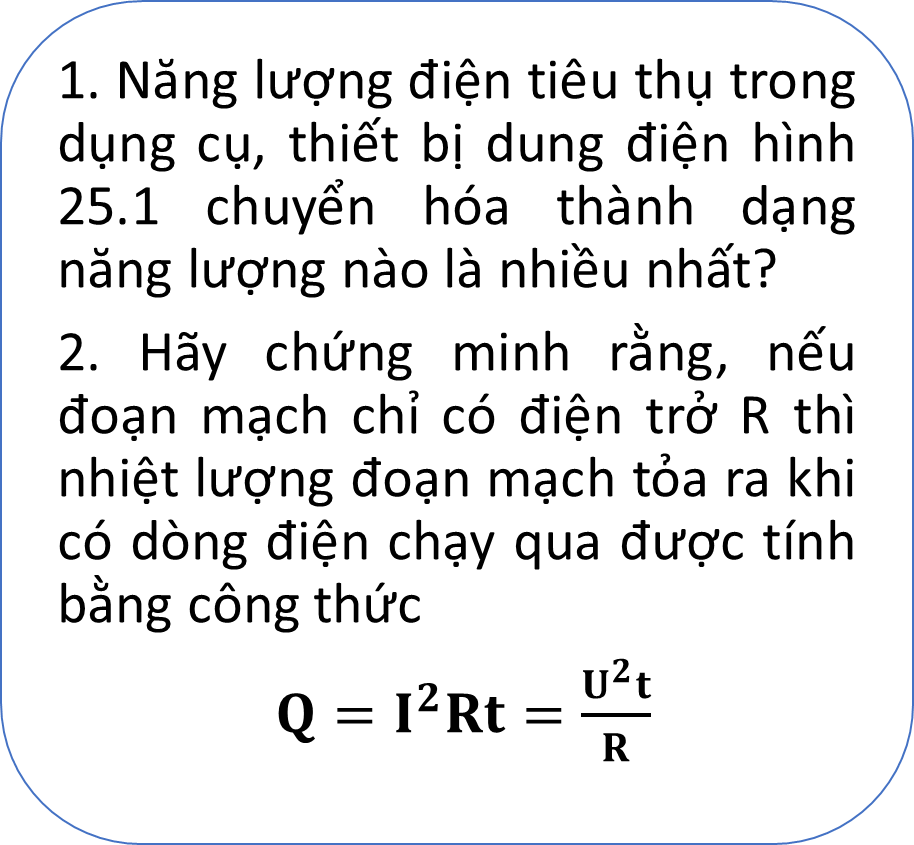 1. Năng lượng điện tiêu thụ trong
dụng cụ, thiết bị dung điện hình
25.1 chuyển hóa thành dạng
năng lượng nào là nhiều nhất?
2. Hãy chứng minh rằng, nếu
đoạn mạch chỉ có điện trở R thì
nhiệt lượng đoạn mạch tỏa ra khi
có dòng điện chạy qua được tính
bằng công thức
Q = I²Rt = U²t/R